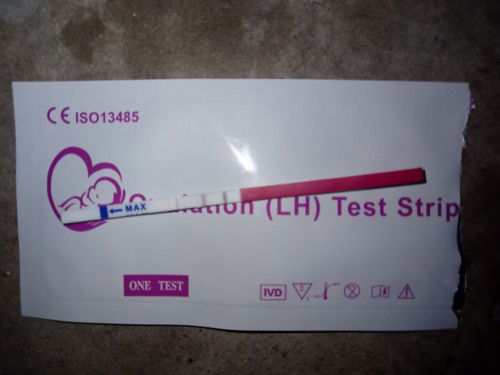 CE ISO13485
MAX
(LH) Test Strip
ONE TEST
IVD